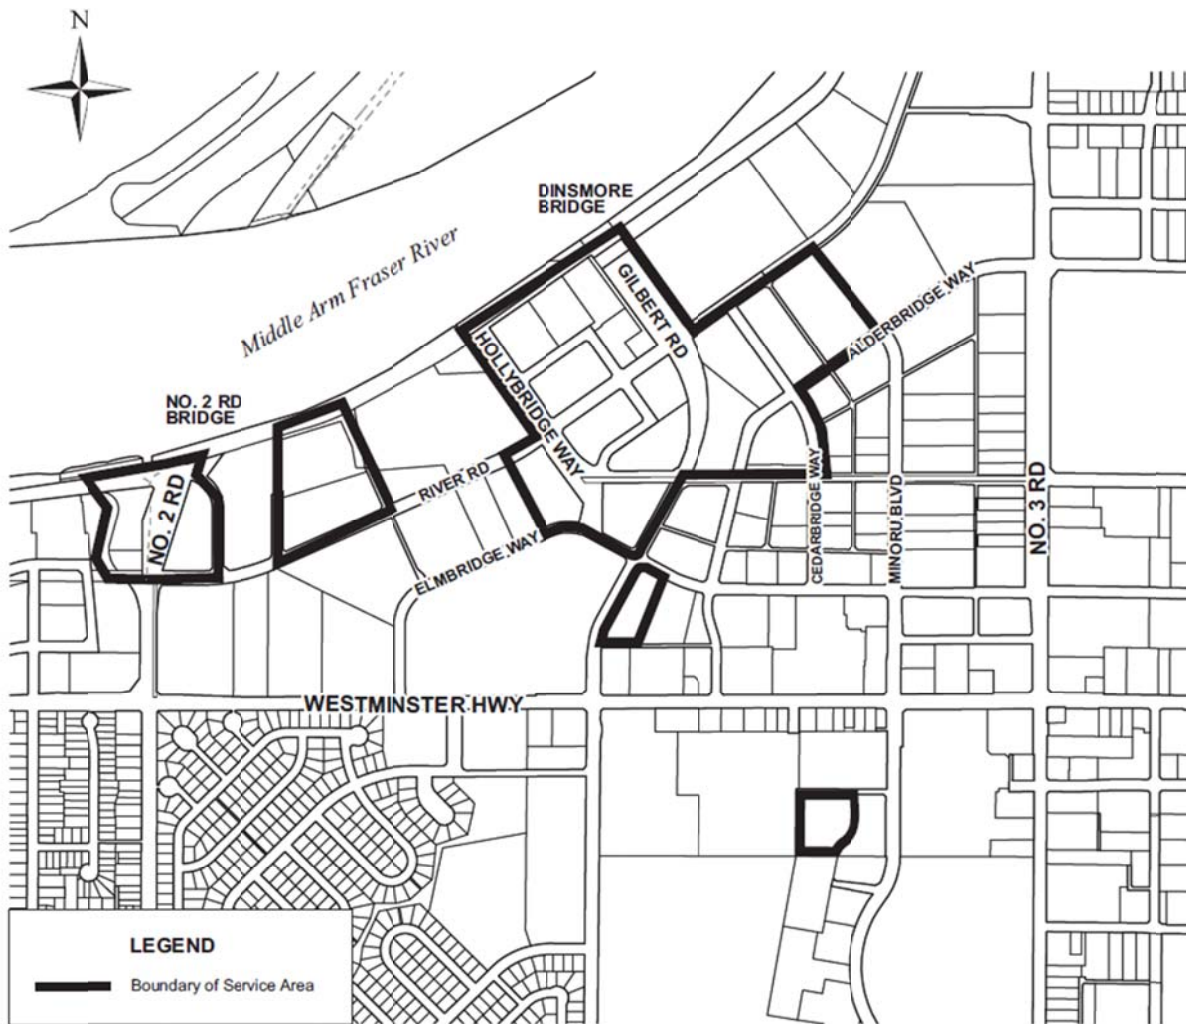 N
DINSMORE
BRIDGE
Middle Arm Fraser River
GILBERT RD
ALDERBRIDGE WAY
HOLLYBRIDGE WAY
NO. 2 RD
BRIDGE
RIVER RD
NO. 2 RD
ELMBRIDGE WAY
CEDARBRIDGE WAY
MINORU BLVD
NO. 3 RD
WESTMINSTER HWY
LEGEND
Boundary of Service Area